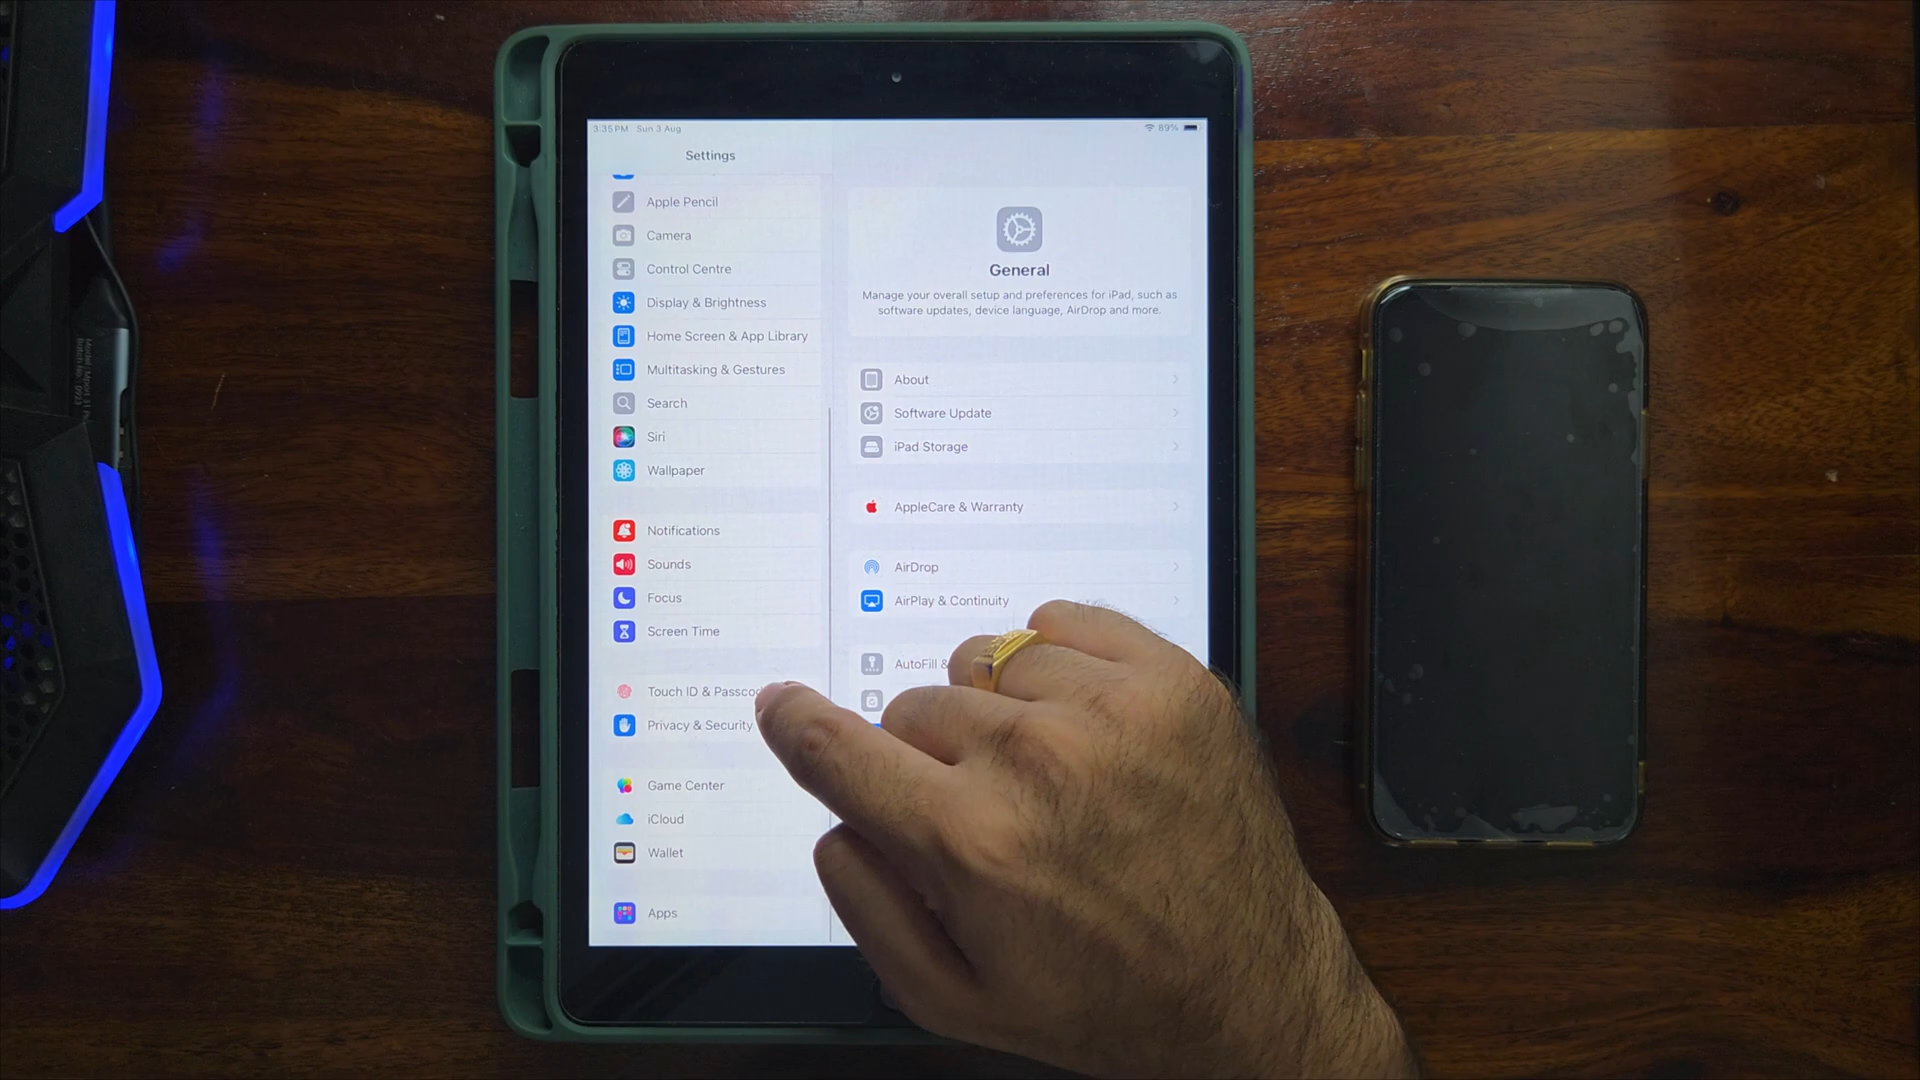 3:35 PM Sun 3 Aug
89%
Settings
Apple Pencil
Camera
Control Centre
Display & Brightness
Home Screen & App Library
Multitasking & Gestures
Search
Siri
Wallpaper
Notifications
Sounds
Focus
Screen Time
Touch ID & Passcod
Privacy & Security
Game Center
iCloud
Wallet
Apps
General
Manage your overall setup and preferences for iPad, such as
software updates, device language, AirDrop and more.
About
Software Update
iPad Storage
AppleCare & Warranty
AirDrop
AirPlay & Continuity
AutoFill &